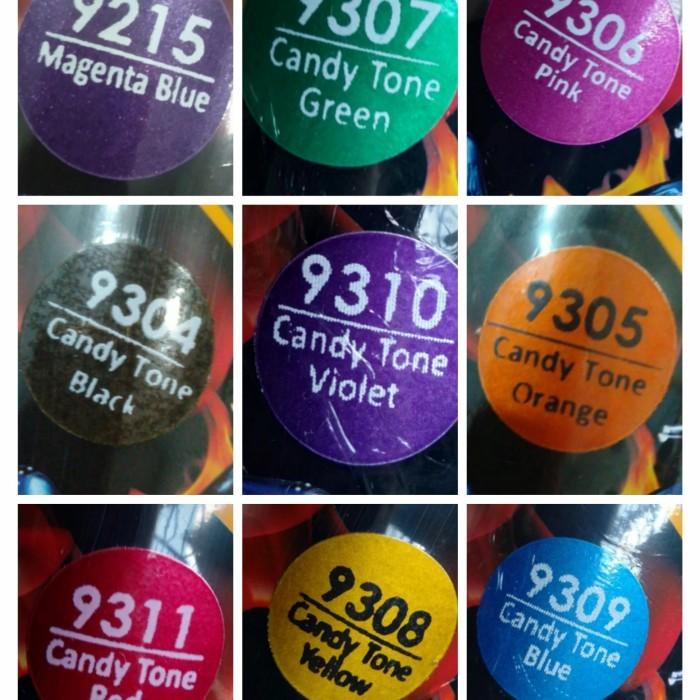 9215
Magenta Blue
9307
Candy Tone
Green
9306
Candy Tone
Pink
9304
Candy Tone
Black
9310
Candy Tone
Violet
9305
Candy Tone
Orange
9311
Candy Tone
Red
9308
Candy Tone
Yellow
9309
Candy Tone
Blue